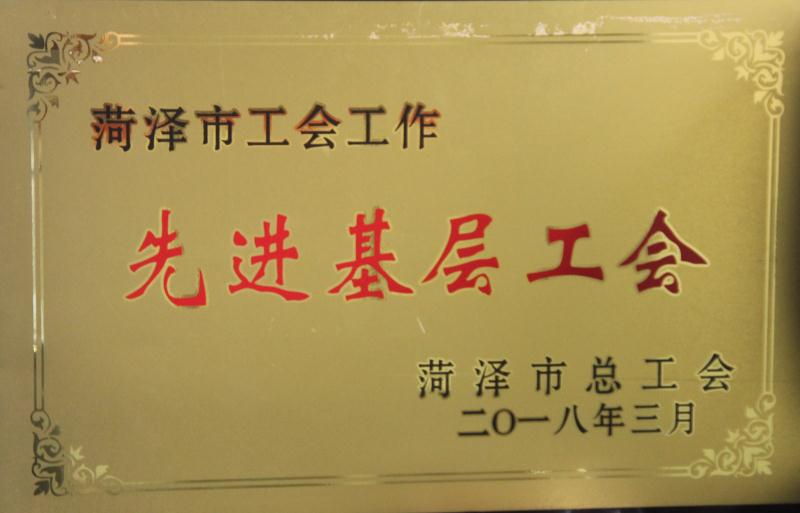 菏泽市工会工作
先进基层工会
菏泽市总工会
二〇一八年三月